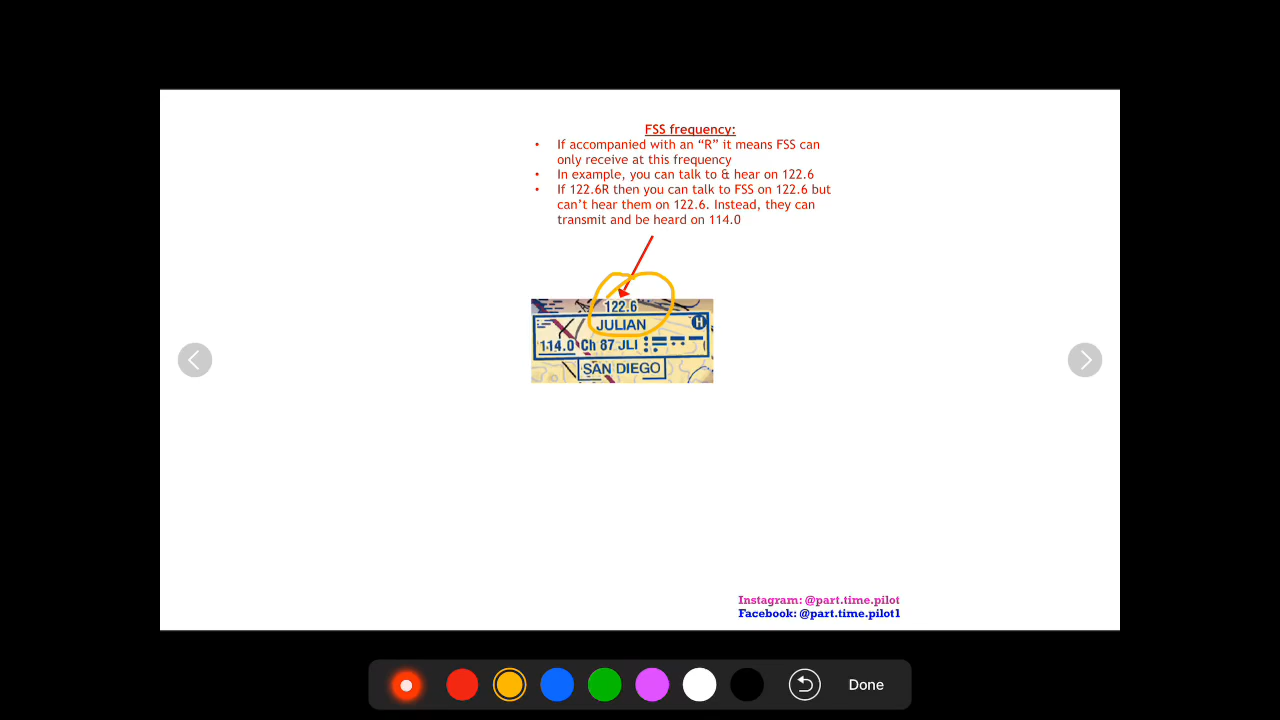 FSS frequency:
• If accompanied with an “R” it means FSS can
only receive at this frequency
• In example, you can talk to & hear on 122.6
• If 122.6R then you can talk to FSS on 122.6 but
can’t hear them on 122.6. Instead, they can
transmit and be heard on 114.0
122.6
JULIAN H
114.0 Ch 87 JLI
SAN DIEGO
Instagram: @part.time.pilot
Facebook: @part.time.pilot1
Done